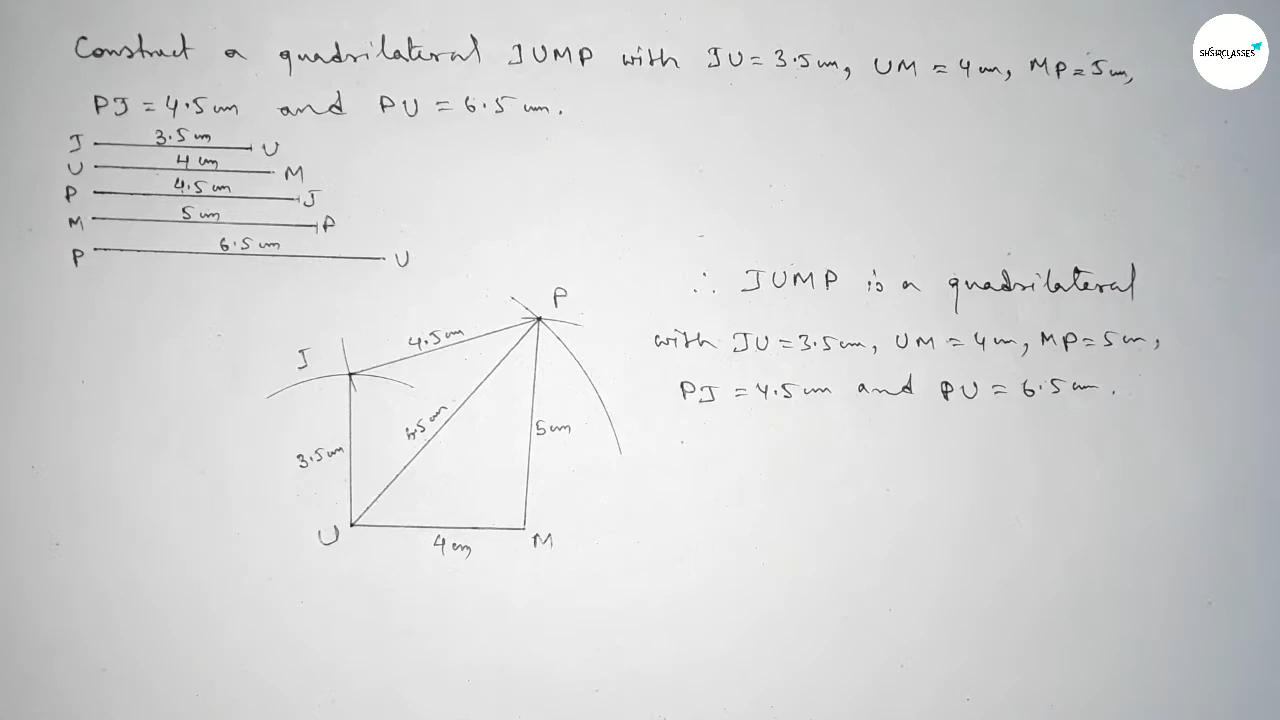 Construct a quadrilateral JUMP with JU = 3.5 cm, UM = 4 cm, MP = 5 cm,
PJ = 4.5 cm and PU = 6.5 cm.
SHSIRCLASSES
J 3.5 cm U
U 4 cm M
P 4.5 cm J
M 5 cm P
P 6.5 cm U
∴ JUMP is a quadrilateral
with JU = 3.5 cm, UM = 4 cm, MP = 5 cm,
PJ = 4.5 cm and PU = 6.5 cm.
P
4.5 cm
J
6.5 cm
5 cm
3.5 cm
U
4 cm
M